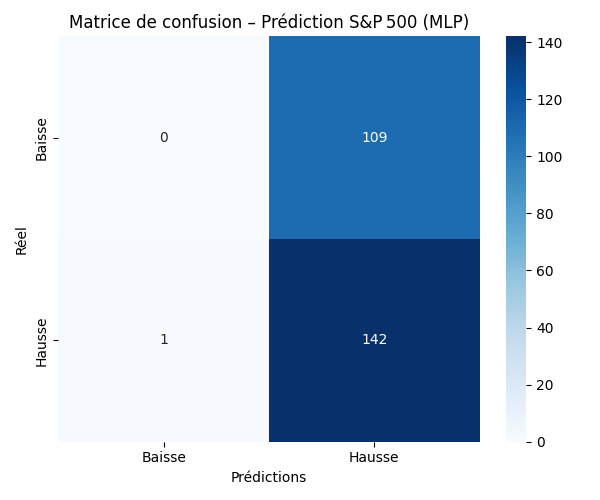 Matrice de confusion – Prédiction S&P 500 (MLP)
Réel
Baisse
Hausse
0
109
1
142
Baisse
Hausse
Prédictions
140
120
100
80
60
40
20
0